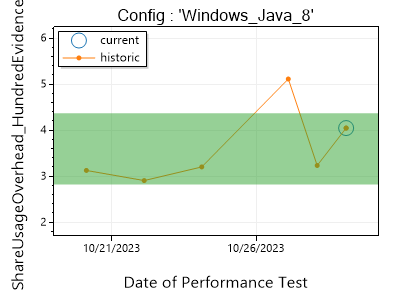 Config : 'Windows_Java_8'
ShareUsageOverhead_HundredEvidence
current
historic
6
5
4
3
2
10/21/2023
10/26/2023
Date of Performance Test